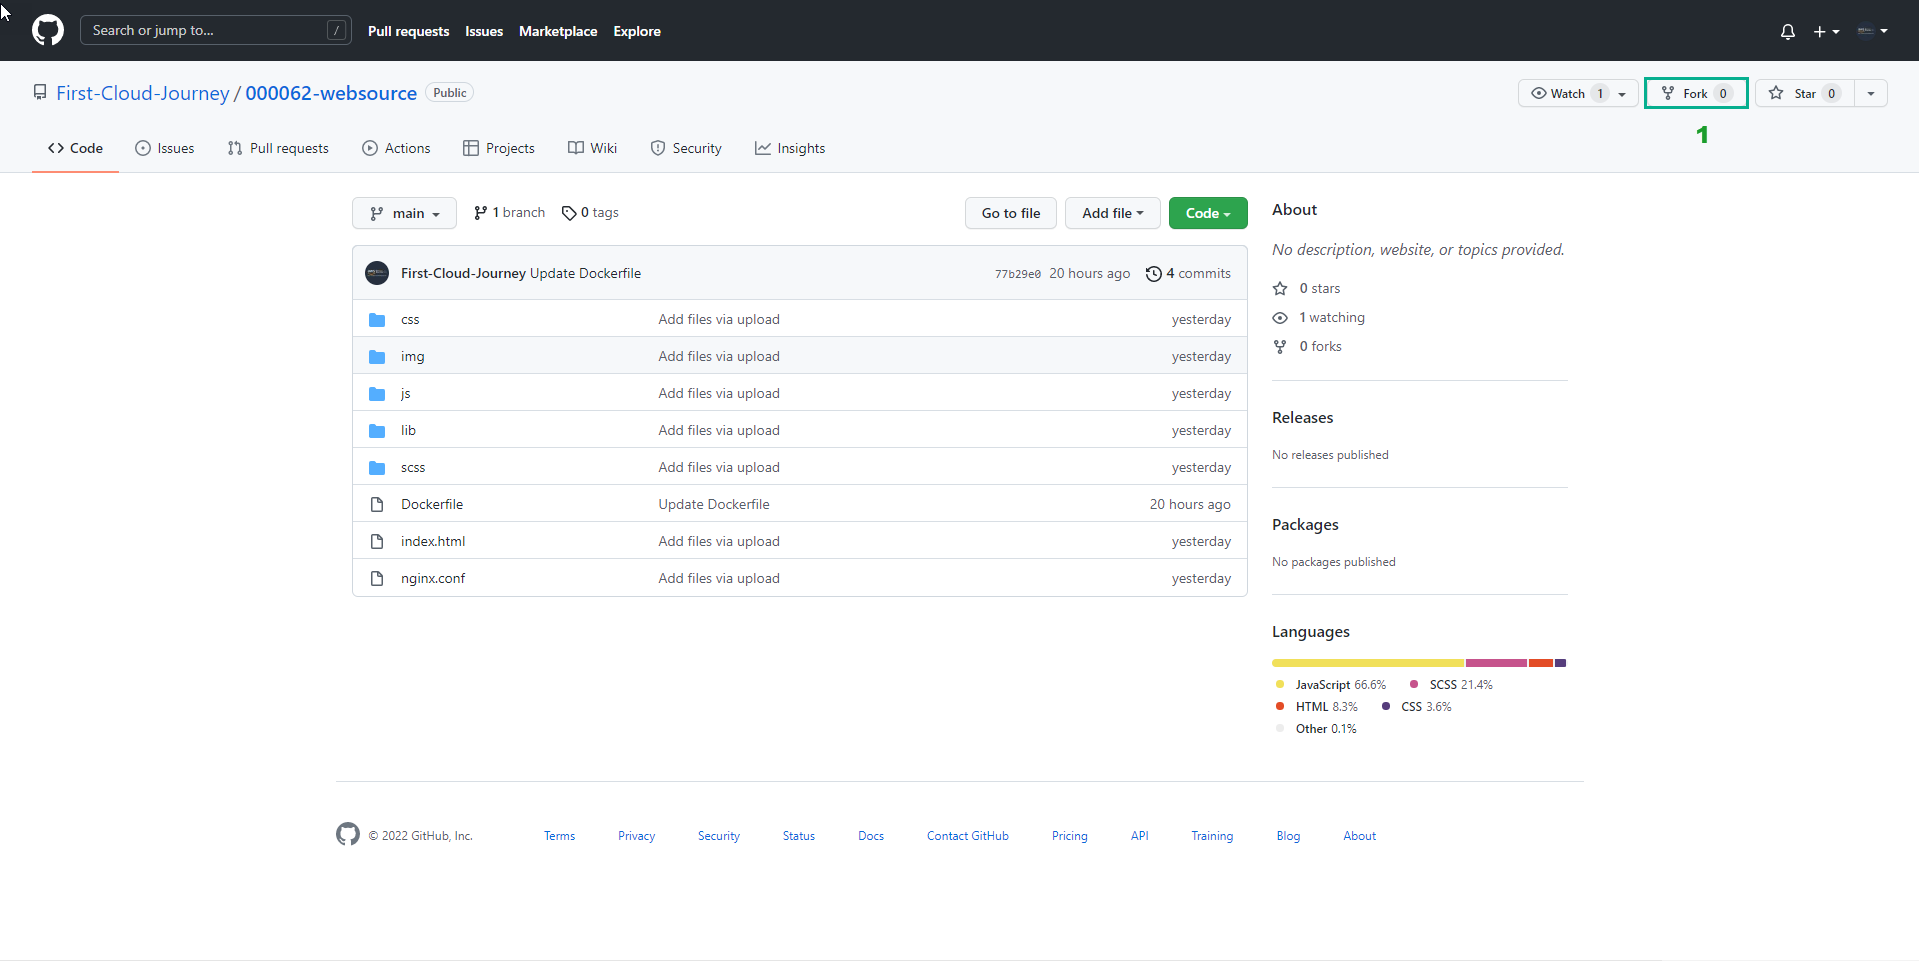 Search or jump to... / Pull requests Issues Marketplace Explore
First-Cloud-Journey / 000062-websource Public Watch 1 Fork 0 Star 0
1
Code Issues Pull requests Actions Projects Wiki Security Insights
main 1 branch 0 tags Go to file Add file Code
First-Cloud-Journey Update Dockerfile 77b29e0 20 hours ago 4 commits
css Add files via upload yesterday
img Add files via upload yesterday
js Add files via upload yesterday
lib Add files via upload yesterday
scss Add files via upload yesterday
Dockerfile Update Dockerfile 20 hours ago
index.html Add files via upload yesterday
nginx.conf Add files via upload yesterday
About
No description, website, or topics provided.
0 stars
1 watching
0 forks
Releases
No releases published
Packages
No packages published
Languages
JavaScript 66.6% SCSS 21.4%
HTML 8.3% CSS 3.6%
Other 0.1%
© 2022 GitHub, Inc. Terms Privacy Security Status Docs Contact GitHub Pricing API Training Blog About